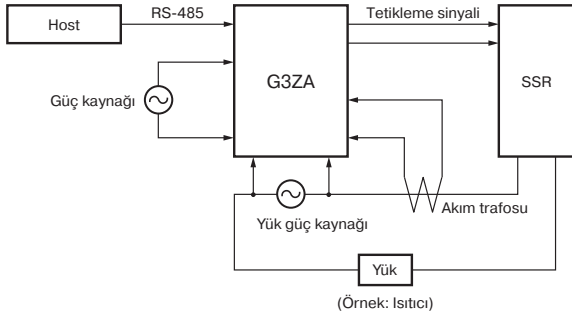 Host
RS-485
G3ZA
Tetikleme sinyali
SSR
Güç kaynağı
Yük güç kaynağı
Akım trafosu
Yük
(Örnek: Isıtıcı)